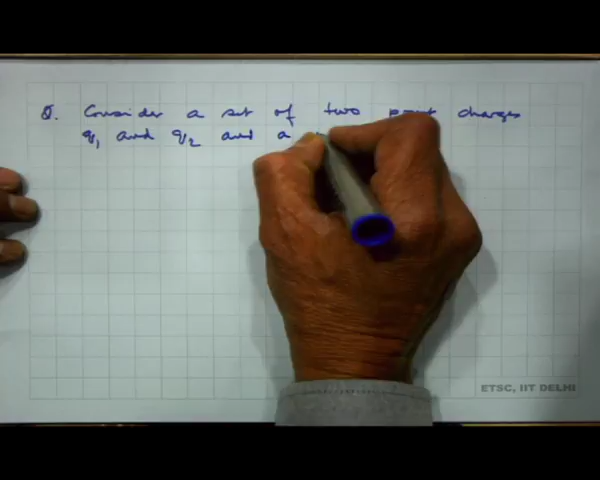 Q. Consider a set of two point charges
q₁ and q₂ and a
ETSC, IIT DELHI